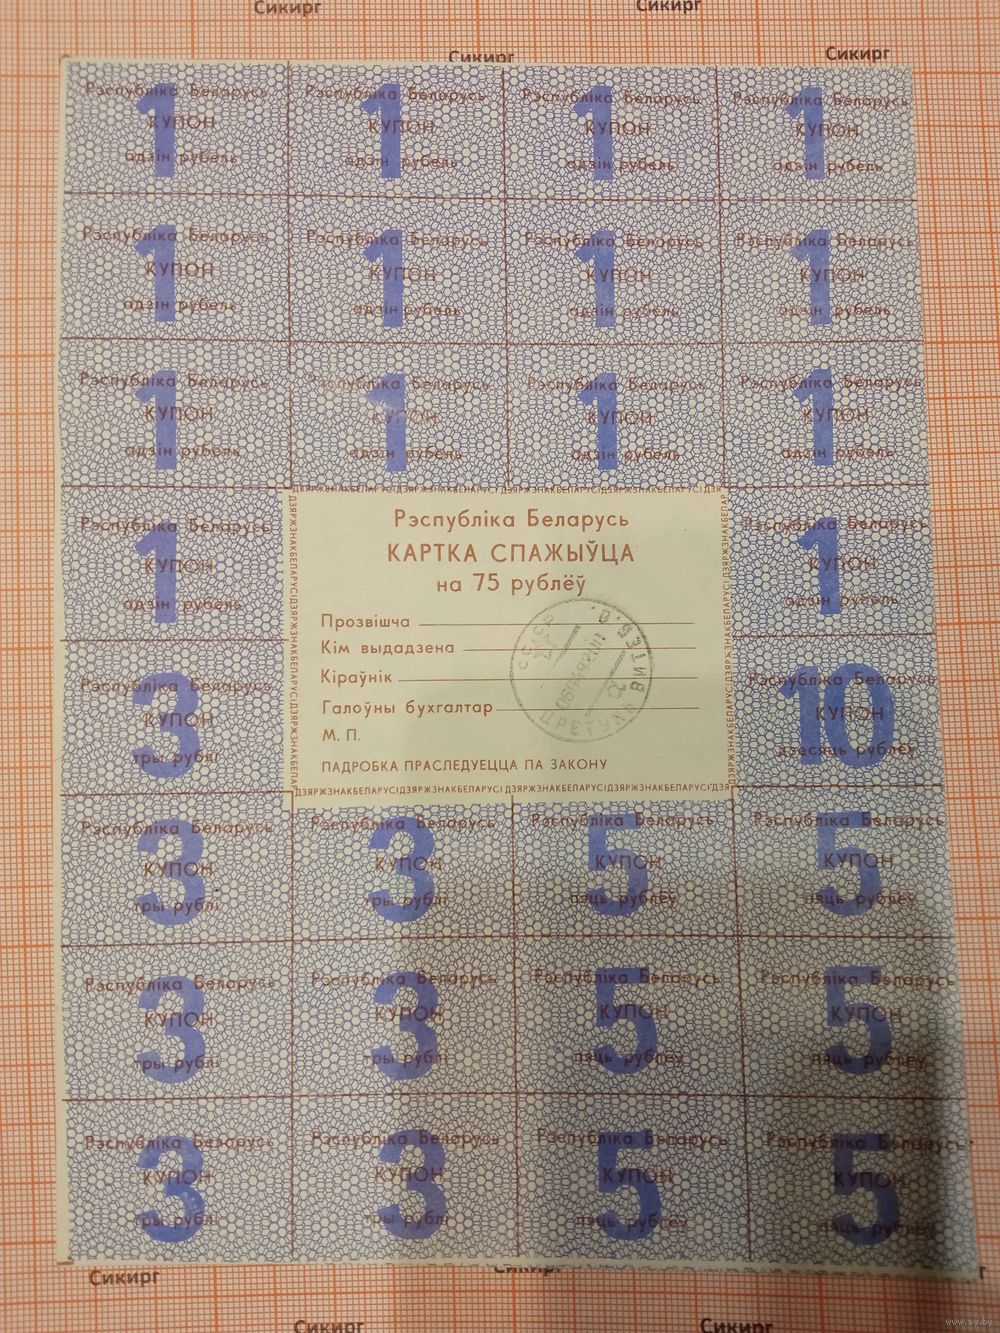 Сикирг Сикирг
Сикирг Сикирг
Рэспубліка Беларусь Рэспубліка Беларусь Рэспубліка Беларусь Рэспубліка Беларусь
1 1 1 1
КУПОН КУПОН КУПОН КУПОН
адзін рубель адзін рубель адзін рубель адзін рубель
Рэспубліка Беларусь Рэспубліка Беларусь Рэспубліка Беларусь Рэспубліка Беларусь
1 1 1 1
КУПОН КУПОН КУПОН КУПОН
адзін рубель адзін рубель адзін рубель адзін рубель
Рэспубліка Беларусь Рэспубліка Беларусь Рэспубліка Беларусь Рэспубліка Беларусь
1 1 1 1
КУПОН КУПОН КУПОН КУПОН
адзін рубель адзін рубель адзін рубель адзін рубель
Рэспубліка Беларусь Рэспубліка Беларусь
1 1
КУПОН КУПОН
адзін рубель адзін рубель
ДЗЯРЖЗНАКБЕЛАРУСІДЗЯРЖЗНАКБЕЛАРУСІДЗЯРЖЗНАКБЕЛАРУСІДЗЯРЖЗНАКБЕЛАРУСІДЗЯ
Рэспубліка Беларусь
КАРТКА СПАЖЫЎЦА
на 75 рублёў
Прозвішча
Кім выдадзена
Кіраўнік
Галоўны бухгалтар
М. П.
ПАДРОБКА ПРАСЛЕДУЕЦЦА ПА ЗАКОНУ
ДЗЯРЖЗНАКБЕЛАРУСІДЗЯРЖЗНАКБЕЛАРУСІДЗЯРЖЗНАКБЕЛАРУСІДЗЯРЖЗНАКБЕЛАРУСІДЗЯ
Рэспубліка Беларусь Рэспубліка Беларусь
3 10
КУПОН КУПОН
тры рублі дзесяць рублёў
Рэспубліка Беларусь Рэспубліка Беларусь Рэспубліка Беларусь Рэспубліка Беларусь
3 3 5 5
КУПОН КУПОН КУПОН КУПОН
тры рублі тры рублі пяць рублёў пяць рублёў
Рэспубліка Беларусь Рэспубліка Беларусь Рэспубліка Беларусь Рэспубліка Беларусь
3 3 5 5
КУПОН КУПОН КУПОН КУПОН
тры рублі тры рублі пяць рублёў пяць рублёў
Рэспубліка Беларусь Рэспубліка Беларусь Рэспубліка Беларусь Рэспубліка Беларусь
3 3 5 5
КУПОН КУПОН КУПОН КУПОН
тры рублі тры рублі пяць рублёў пяць рублёў
Сикирг Сикирг
Сикирг Сикирг
www.ay.by